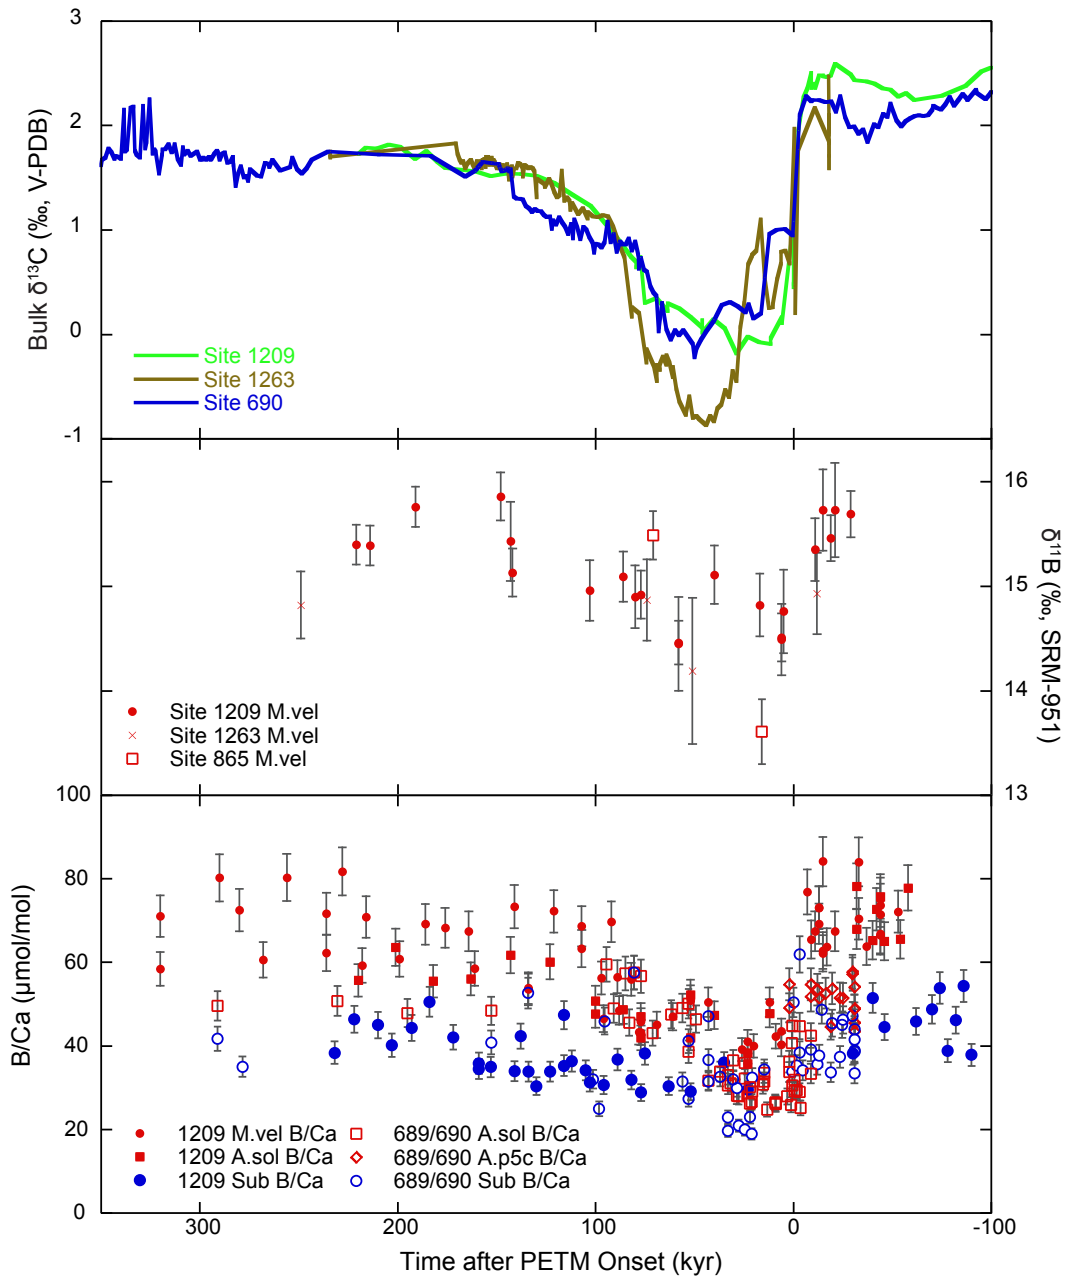 3
2
1
0
-1
Bulk δ¹³C (‰, V-PDB)
Site 1209
Site 1263
Site 690
16
15
14
13
δ¹¹B (‰, SRM-951)
Site 1209 M.vel
Site 1263 M.vel
Site 865 M.vel
100
80
60
40
20
0
B/Ca (µmol/mol)
1209 M.vel B/Ca
1209 A.sol B/Ca
1209 Sub B/Ca
689/690 A.sol B/Ca
689/690 A.p5c B/Ca
689/690 Sub B/Ca
300 200 100 0 -100
Time after PETM Onset (kyr)